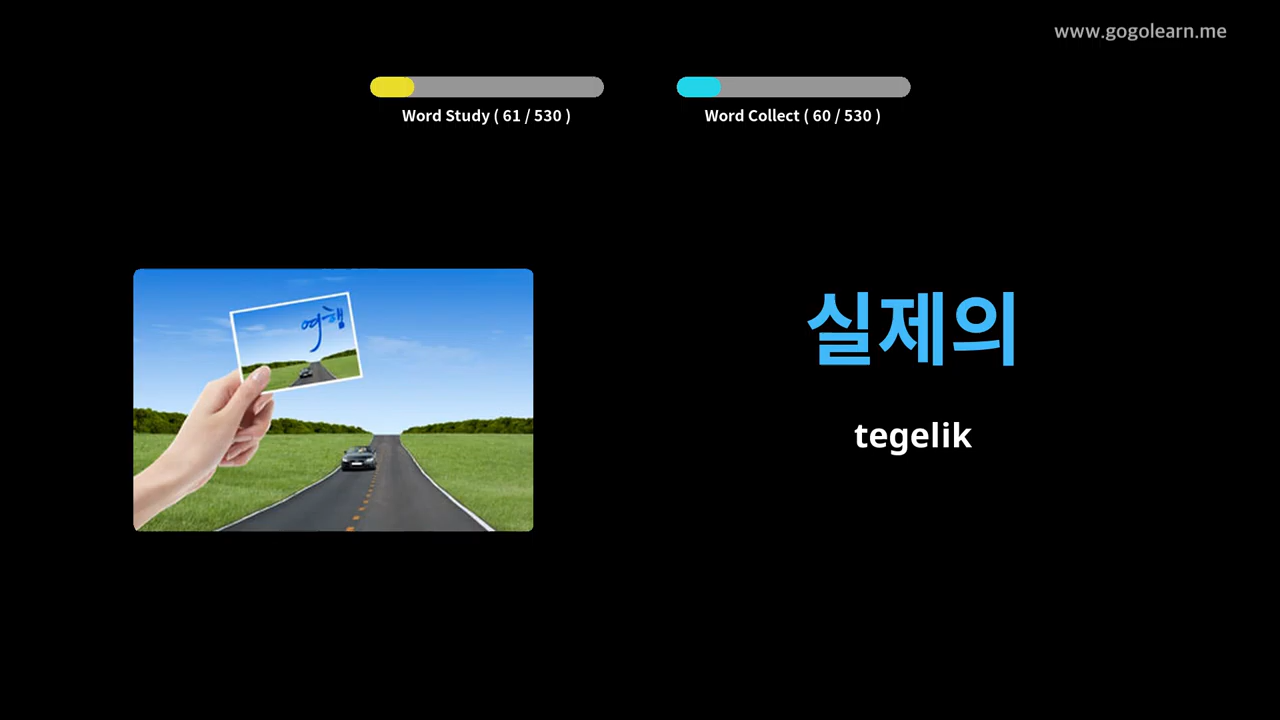 www.gogolearn.me
Word Study ( 61 / 530 )
Word Collect ( 60 / 530 )
여행
실제의
tegelik